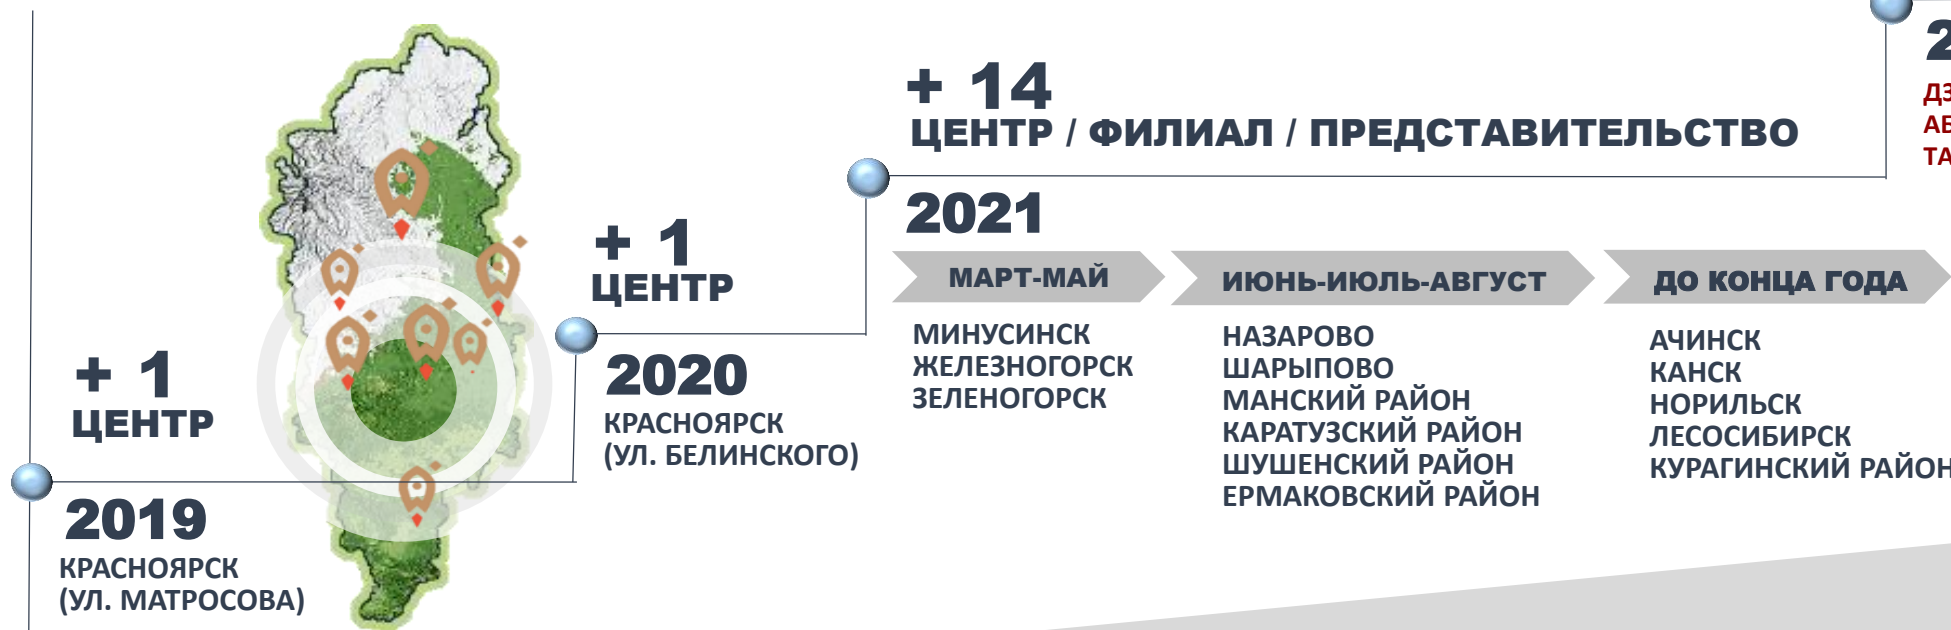 + 1
ЦЕНТР
2019
КРАСНОЯРСК
(УЛ. МАТРОСОВА)
+ 1
ЦЕНТР
2020
КРАСНОЯРСК
(УЛ. БЕЛИНСКОГО)
+ 14
ЦЕНТР / ФИЛИАЛ / ПРЕДСТАВИТЕЛЬСТВО
2021
МАРТ-МАЙ
МИНУСИНСК
ЖЕЛЕЗНОГОРСК
ЗЕЛЕНОГОРСК
ИЮНЬ-ИЮЛЬ-АВГУСТ
НАЗАРОВО
ШАРЫПОВО
МАНСКИЙ РАЙОН
КАРАТУЗСКИЙ РАЙОН
ШУШЕНСКИЙ РАЙОН
ЕРМАКОВСКИЙ РАЙОН
ДО КОНЦА ГОДА
АЧИНСК
КАНСК
НОРИЛЬСК
ЛЕСОСИБИРСК
КУРАГИНСКИЙ РАЙОН